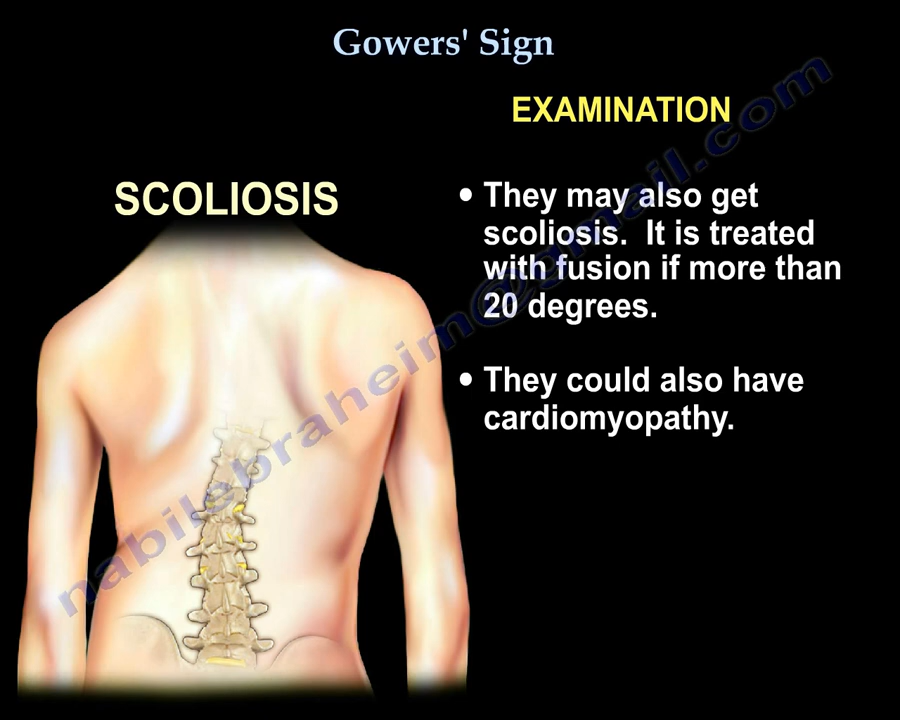 Gowers' Sign
EXAMINATION
SCOLIOSIS
• They may also get
scoliosis. It is treated
with fusion if more than
20 degrees.
• They could also have
cardiomyopathy.
nabilebraheim@gmail.com